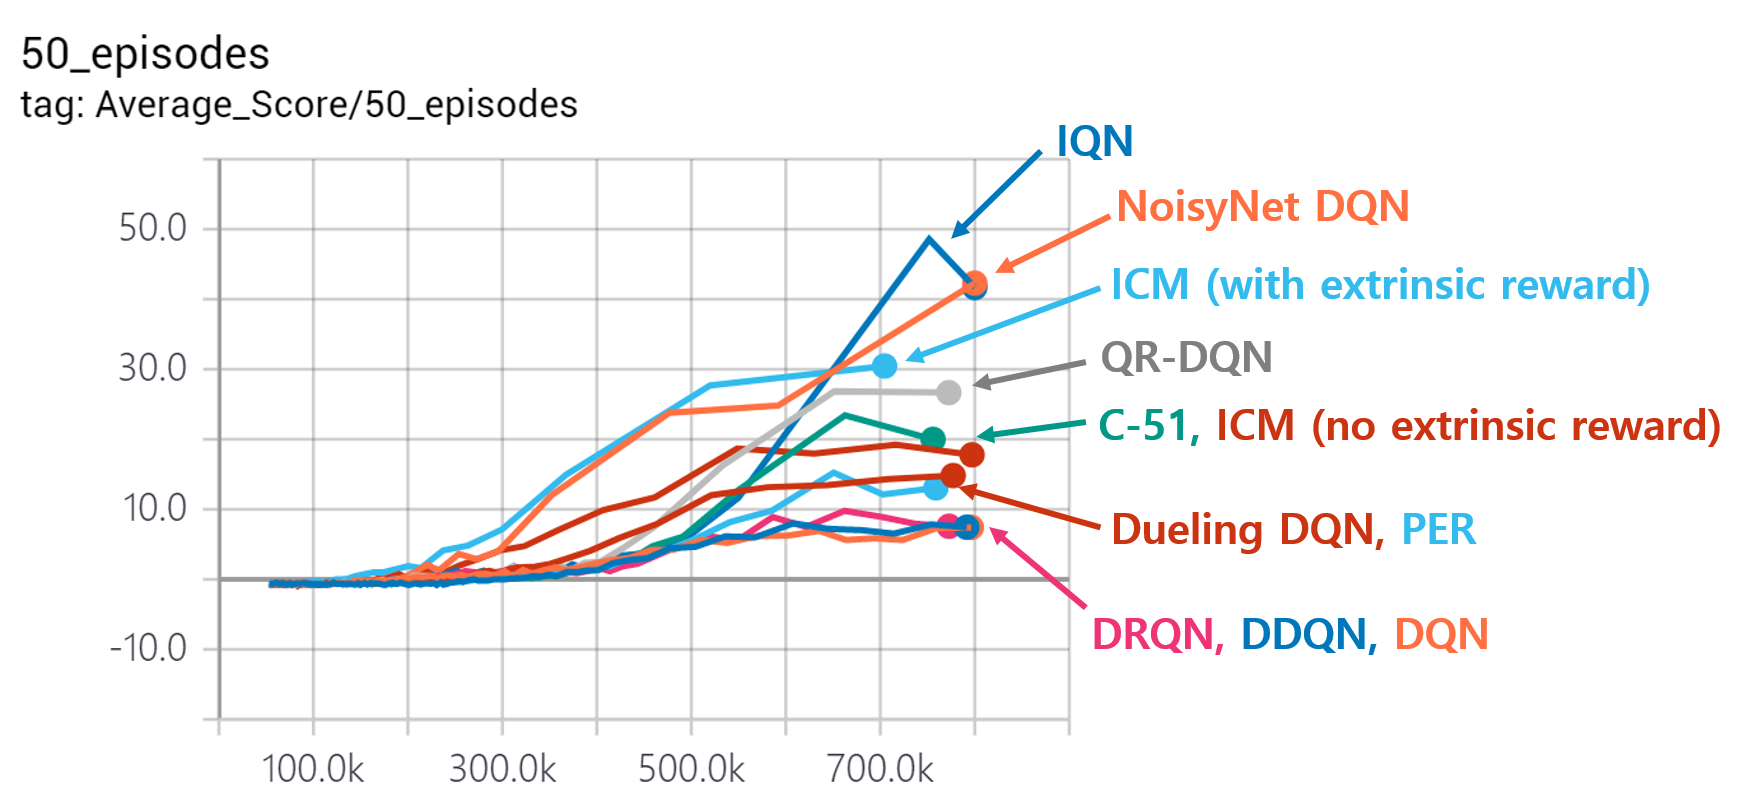 50_episodes
tag: Average_Score/50_episodes
IQN
NoisyNet DQN
ICM (with extrinsic reward)
QR-DQN
C-51, ICM (no extrinsic reward)
Dueling DQN, PER
DRQN, DDQN, DQN
50.0
30.0
10.0
-10.0
100.0k 300.0k 500.0k 700.0k